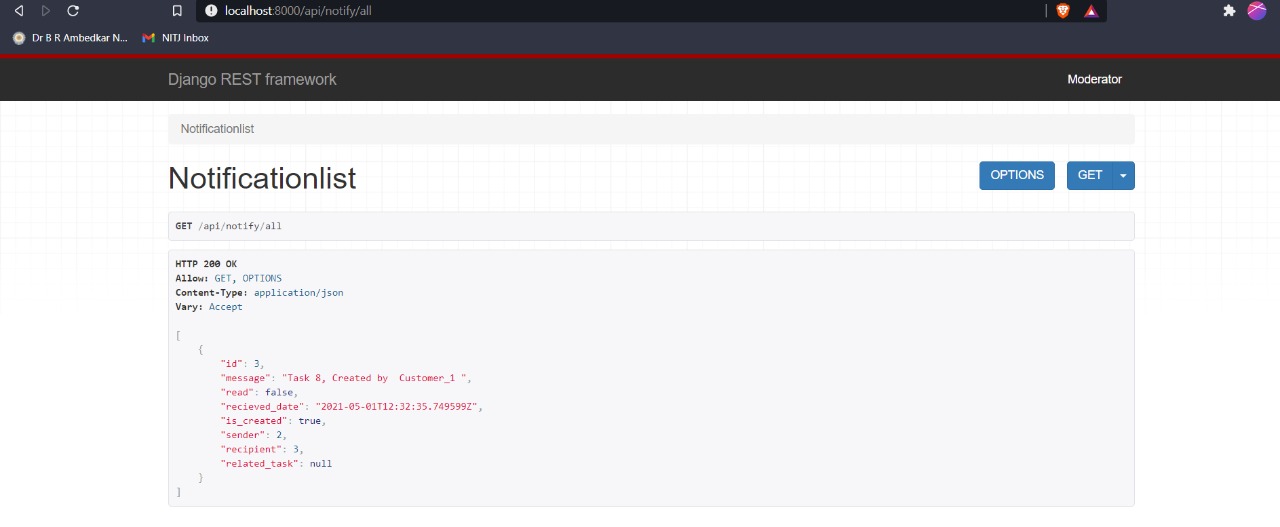 localhost:8000/api/notify/all
Dr B R Ambedkar N... NITJ Inbox
Django REST framework Moderator
Notificationlist
Notificationlist OPTIONS GET
GET /api/notify/all
HTTP 200 OK
Allow: GET, OPTIONS
Content-Type: application/json
Vary: Accept
[
{
"id": 3,
"message": "Task 8, Created by  Customer_1 ",
"read": false,
"recieved_date": "2021-05-01T12:32:35.749599Z",
"is_created": true,
"sender": 2,
"recipient": 3,
"related_task": null
}
]